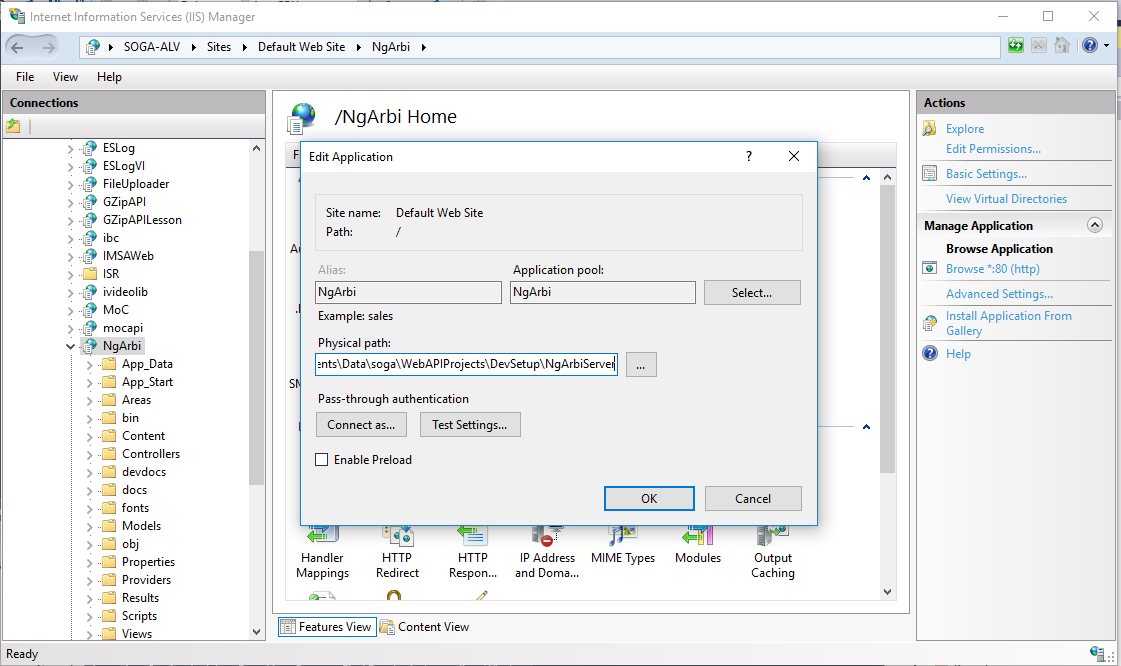 Internet Information Services (IIS) Manager
SOGA-ALV Sites Default Web Site NgArbi
File View Help
Connections
ESLog
ESLogVI
FileUploader
GZipAPI
GZipAPILesson
ibc
IMSAWeb
ISR
ivideolib
MoC
mocapi
NgArbi
App_Data
App_Start
Areas
bin
Content
Controllers
devdocs
docs
fonts
Models
obj
Properties
Providers
Results
Scripts
Views
/NgArbi Home
Edit Application
?
Site name: Default Web Site
Path: /
Alias:
Application pool:
NgArbi
NgArbi
Select...
Example: sales
Physical path:
ents\Data\soga\WebAPIProjects\DevSetup\NgArbiServer
...
Pass-through authentication
Connect as...
Test Settings...
Enable Preload
OK
Cancel
Handler Mappings
HTTP Redirect
HTTP Respon...
IP Address and Doma...
MIME Types
Modules
Output Caching
Features View
Content View
Actions
Explore
Edit Permissions...
Basic Settings...
View Virtual Directories
Manage Application
Browse Application
Browse *:80 (http)
Advanced Settings...
Install Application From
Gallery
Help
Ready